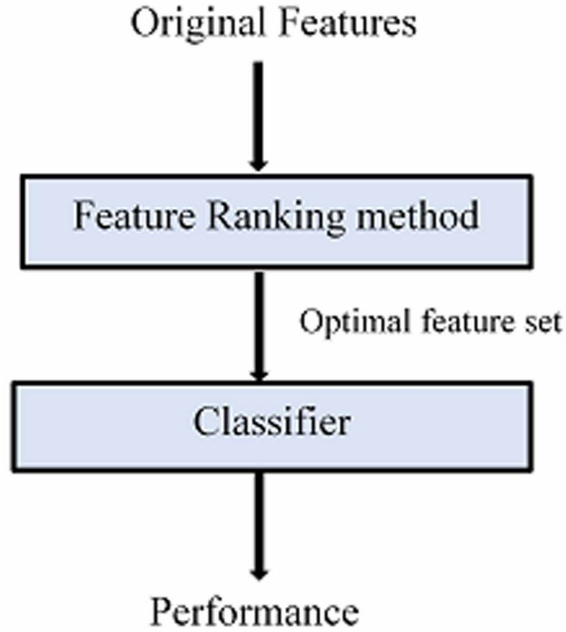 Original Features
Feature Ranking method
Optimal feature set
Classifier
Performance